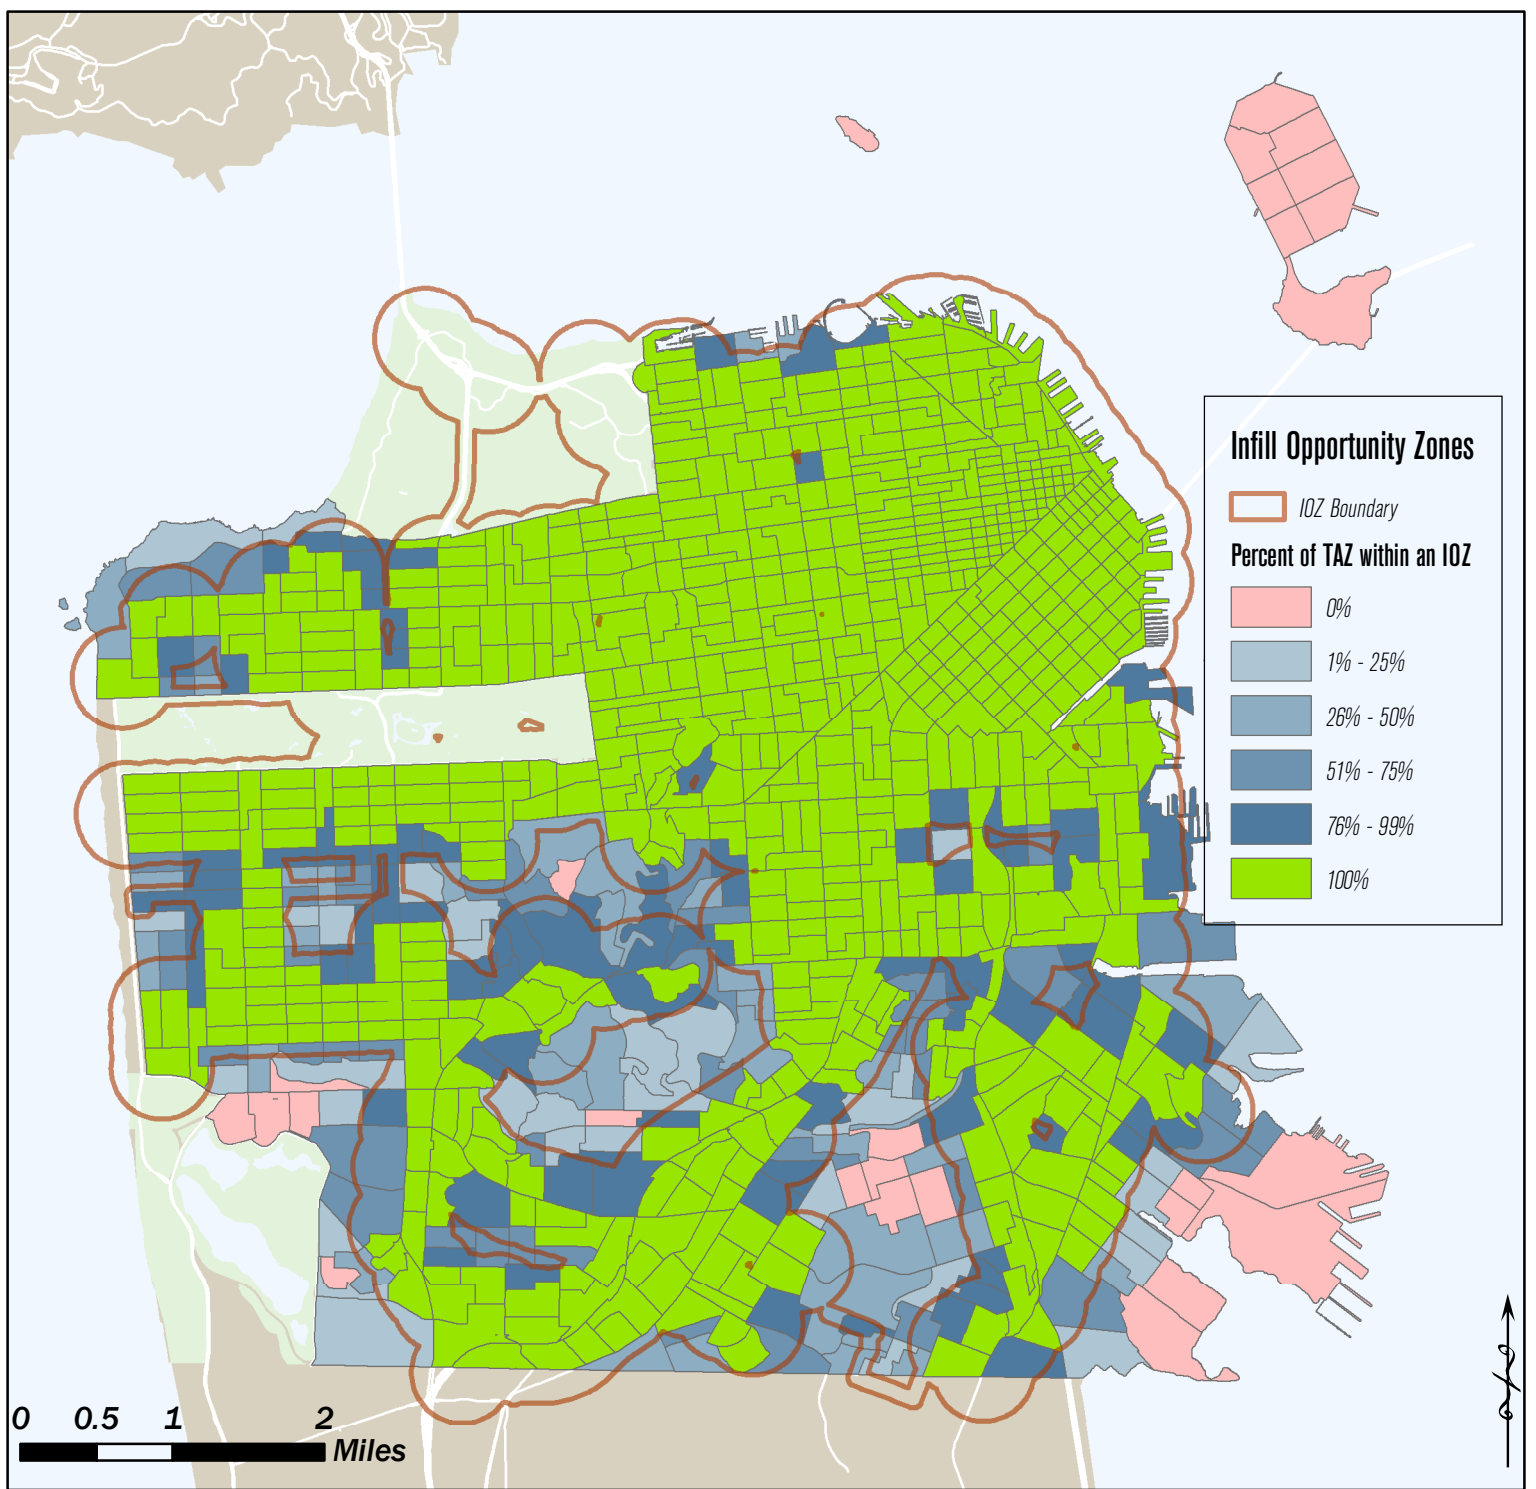 Infill Opportunity Zones
IOZ Boundary
Percent of TAZ within an IOZ
0%
1% - 25%
26% - 50%
51% - 75%
76% - 99%
100%
0 0.5 1 2
Miles